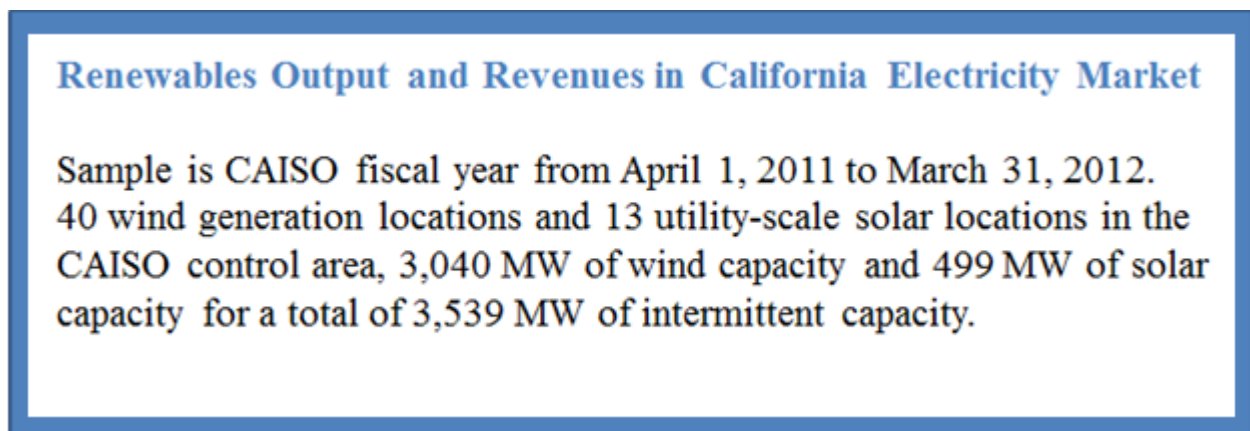 Renewables Output and Revenues in California Electricity Market
Sample is CAISO fiscal year from April 1, 2011 to March 31, 2012.
40 wind generation locations and 13 utility-scale solar locations in the
CAISO control area, 3,040 MW of wind capacity and 499 MW of solar
capacity for a total of 3,539 MW of intermittent capacity.